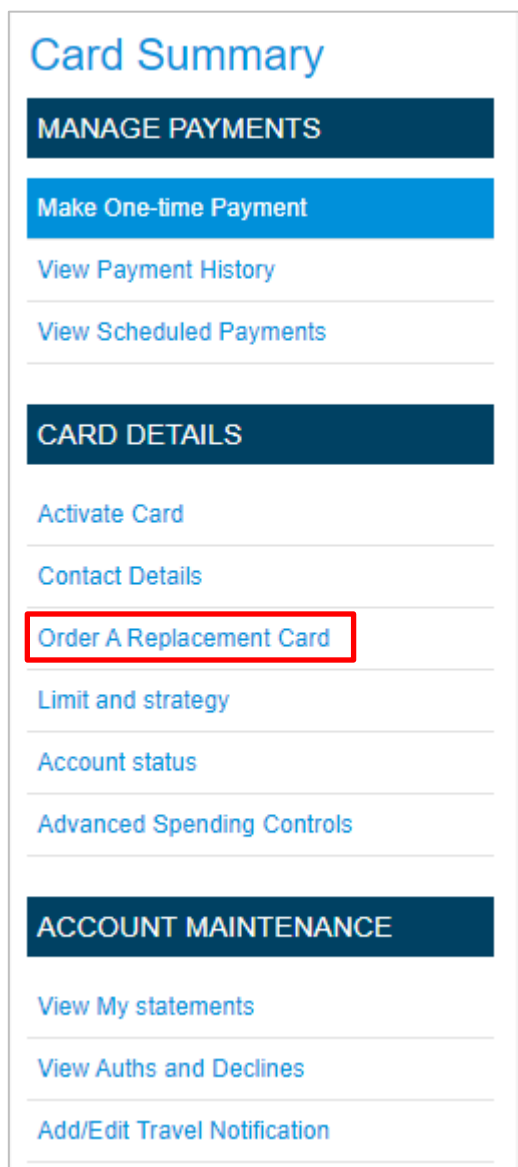 Card Summary
MANAGE PAYMENTS
Make One-time Payment
View Payment History
View Scheduled Payments
CARD DETAILS
Activate Card
Contact Details
Order A Replacement Card
Limit and strategy
Account status
Advanced Spending Controls
ACCOUNT MAINTENANCE
View My statements
View Auths and Declines
Add/Edit Travel Notification